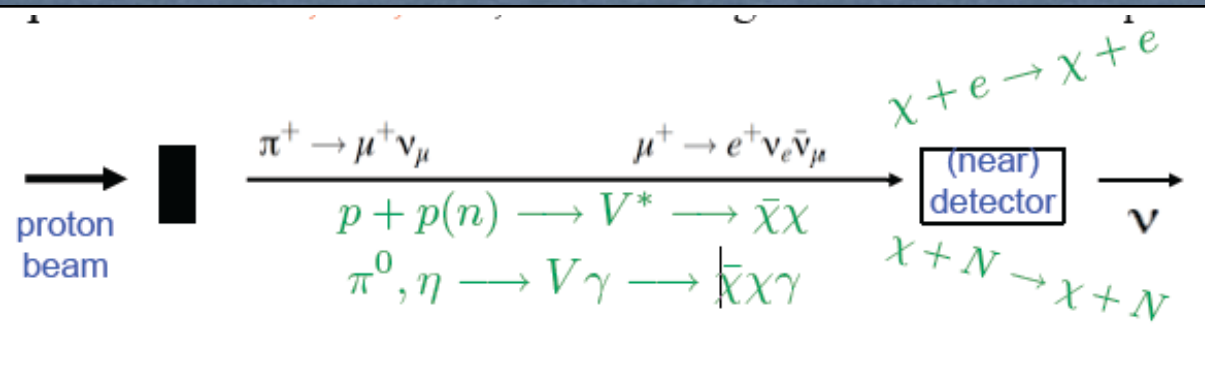 χ + e → χ + e
π⁺ → μ⁺ν_μ
μ⁺ → e⁺ν_e ν̄_μ
p + p(n) ⟶ V* ⟶ χ̄χ
π⁰, η ⟶ Vγ ⟶ χ̄χγ
proton
beam
(near)
detector
ν
χ + N → χ + N